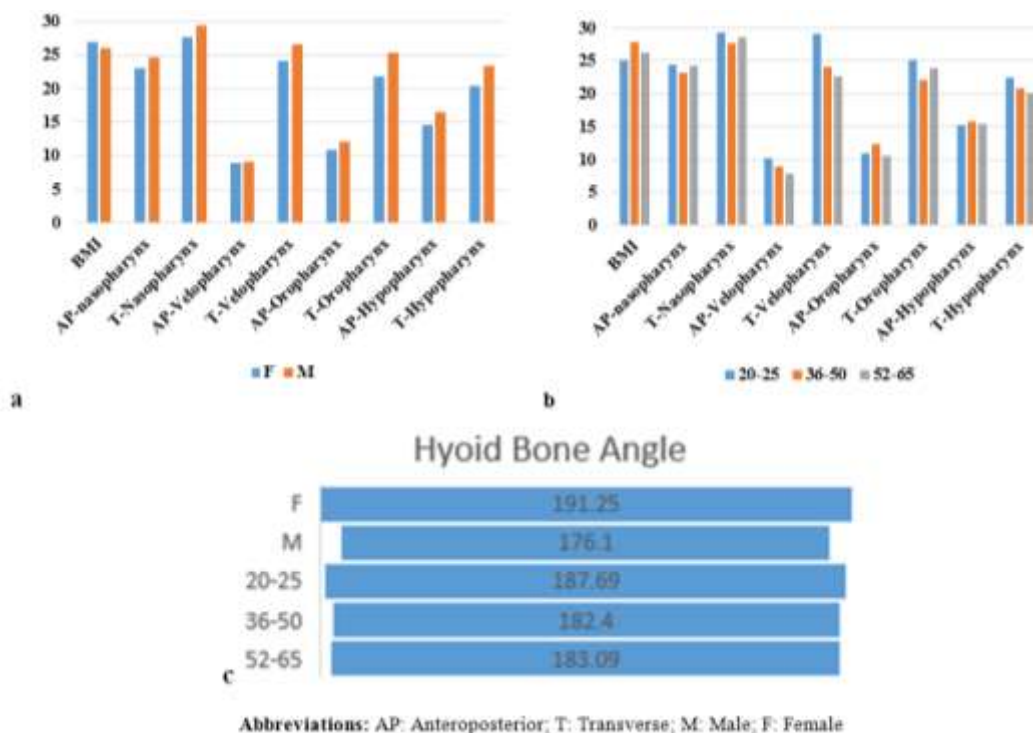 30
25
20
15
10
5
0
BMI
AP-nasopharynx
T-Nasopharynx
AP-Velopharynx
T-Velopharynx
AP-Oropharynx
T-Oropharynx
AP-Hypopharynx
T-Hypopharynx
F M
a
30
25
20
15
10
5
0
BMI
AP-nasopharynx
T-Nasopharynx
AP-Velopharynx
T-Velopharynx
AP-Oropharynx
T-Oropharynx
AP-Hypopharynx
T-Hypopharynx
20-25 36-50 52-65
b
Hyoid Bone Angle
F 191.25
M 176.1
20-25 187.69
36-50 182.4
52-65 183.09
c
Abbreviations: AP: Anteroposterior; T: Transverse; M: Male; F: Female